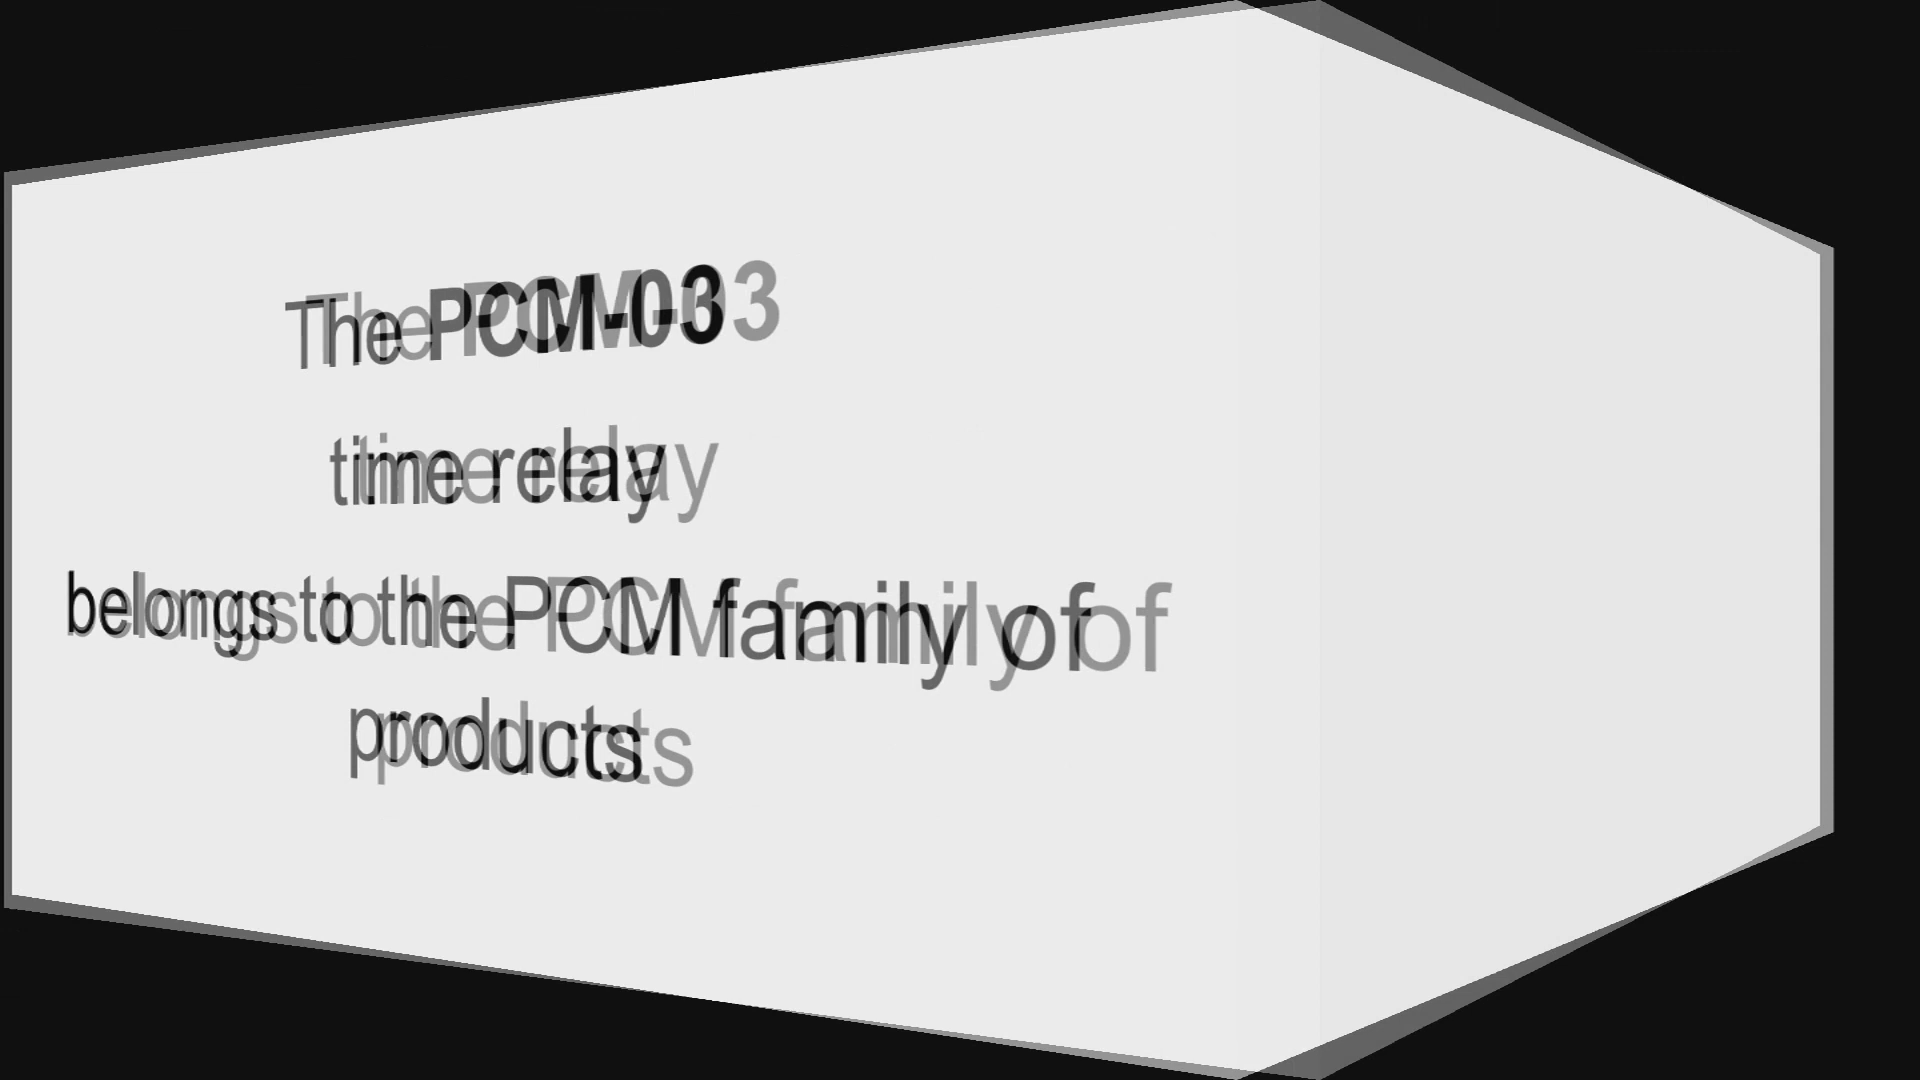 The PCM-03
time relay
belongs to the PCM family of
products